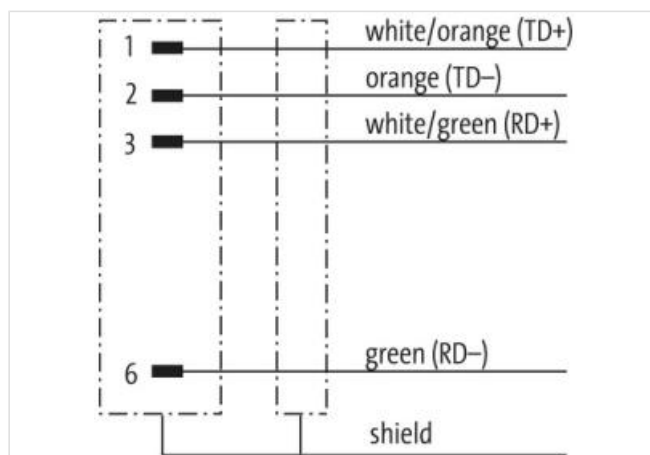 1 white/orange (TD+)
2 orange (TD–)
3 white/green (RD+)
6 green (RD–)
shield